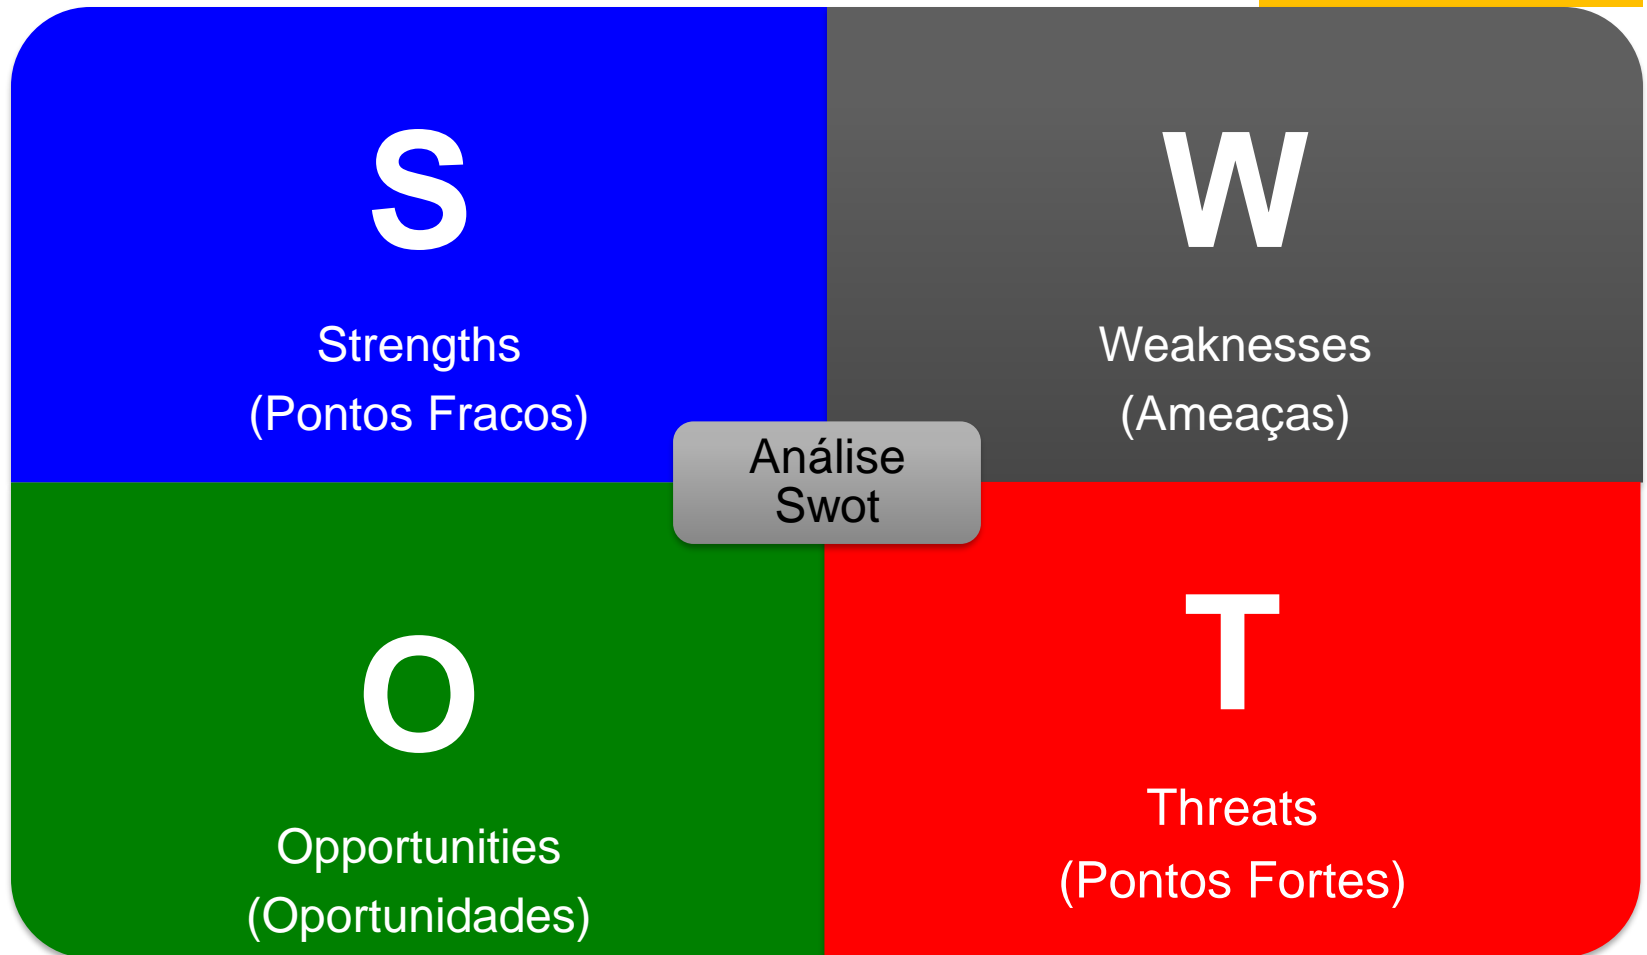 S
Strengths
(Pontos Fracos)
W
Weaknesses
(Ameaças)
Análise
Swot
O
Opportunities
(Oportunidades)
T
Threats
(Pontos Fortes)